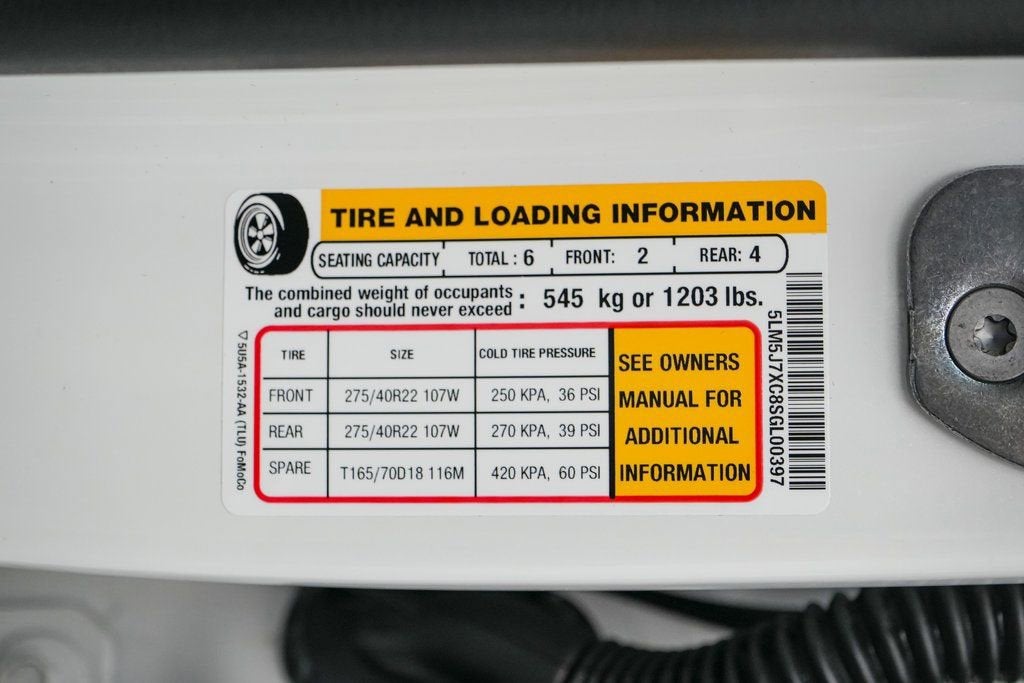 TIRE AND LOADING INFORMATION
SEATING CAPACITY TOTAL : 6 FRONT: 2 REAR: 4
The combined weight of occupants
and cargo should never exceed : 545 kg or 1203 lbs.
TIRE SIZE COLD TIRE PRESSURE
FRONT 275/40R22 107W 250 KPA, 36 PSI
REAR 275/40R22 107W 270 KPA, 39 PSI
SPARE T165/70D18 116M 420 KPA, 60 PSI
SEE OWNERS
MANUAL FOR
ADDITIONAL
INFORMATION
5U5A-1532-AA (TLU) FoMoCo
5LM5J7XC8SGL00397